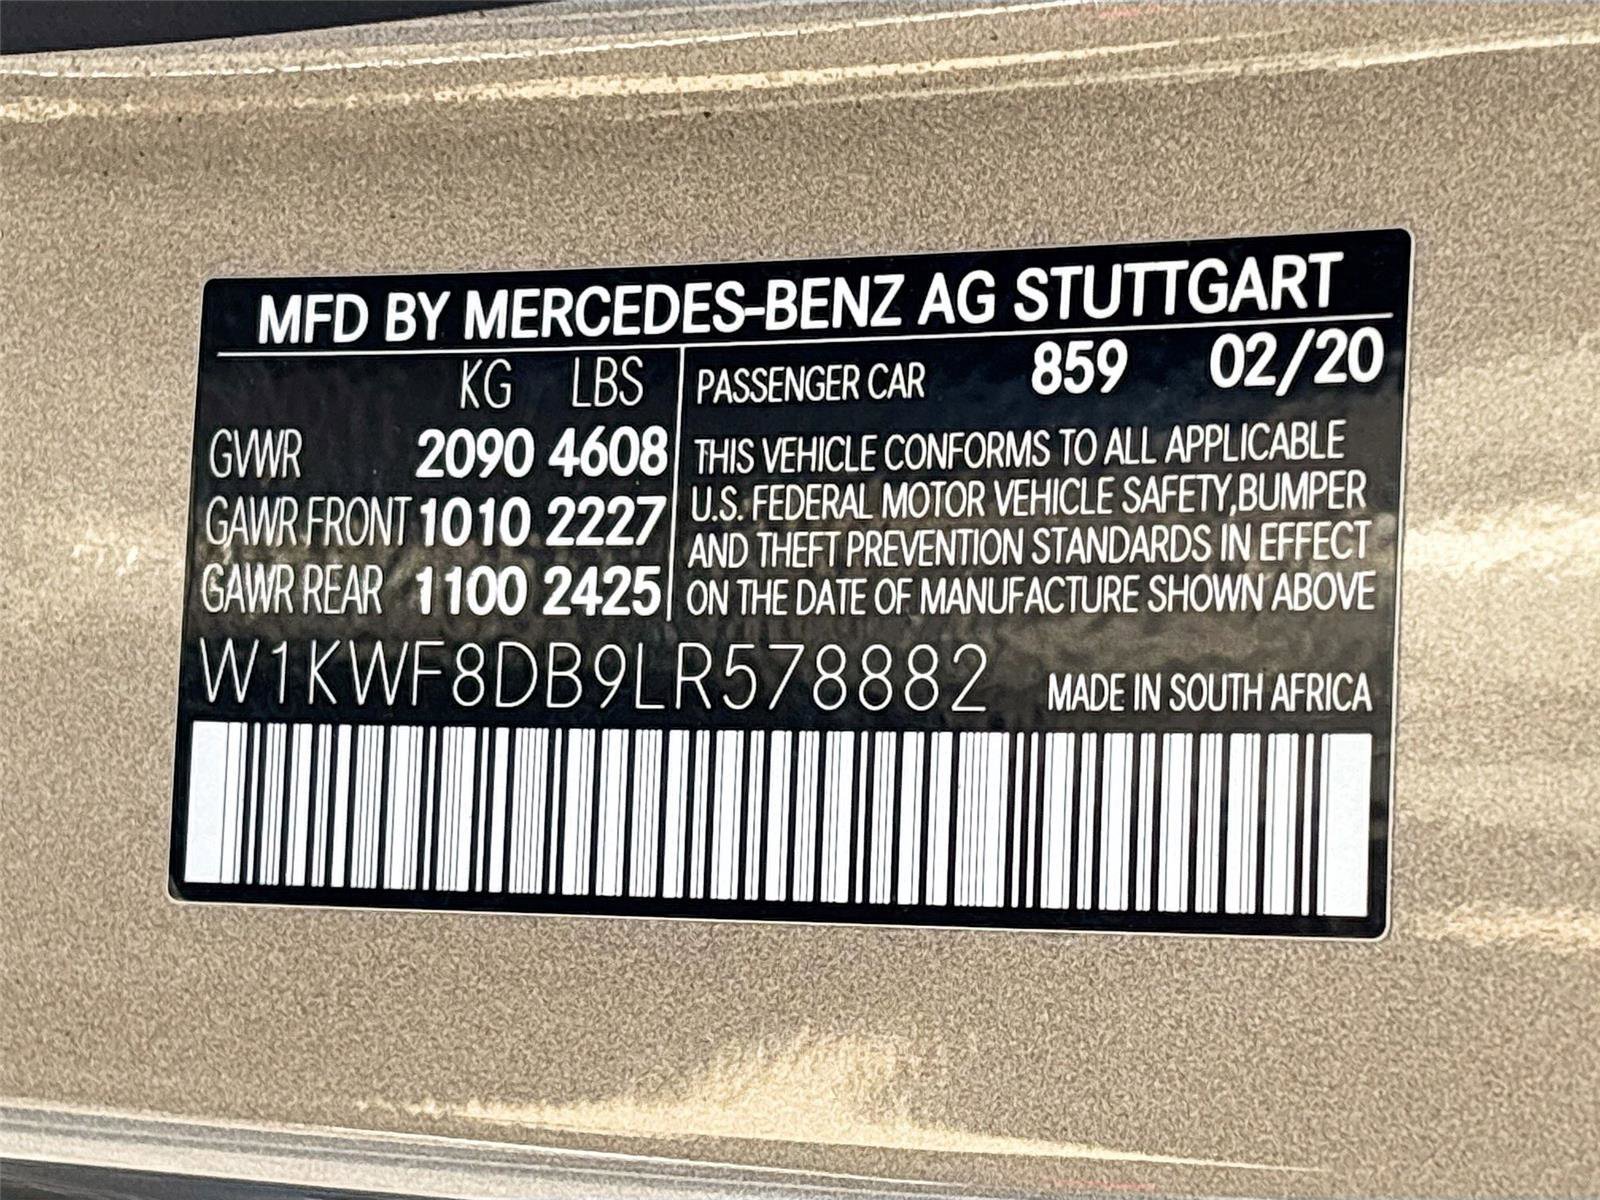 MFD BY MERCEDES-BENZ AG STUTTGART
KG LBS
GVWR 2090 4608
GAWR FRONT 1010 2227
GAWR REAR 1100 2425
PASSENGER CAR 859 02/20
THIS VEHICLE CONFORMS TO ALL APPLICABLE
U.S. FEDERAL MOTOR VEHICLE SAFETY,BUMPER
AND THEFT PREVENTION STANDARDS IN EFFECT
ON THE DATE OF MANUFACTURE SHOWN ABOVE
W1KWF8DB9LR578882 MADE IN SOUTH AFRICA